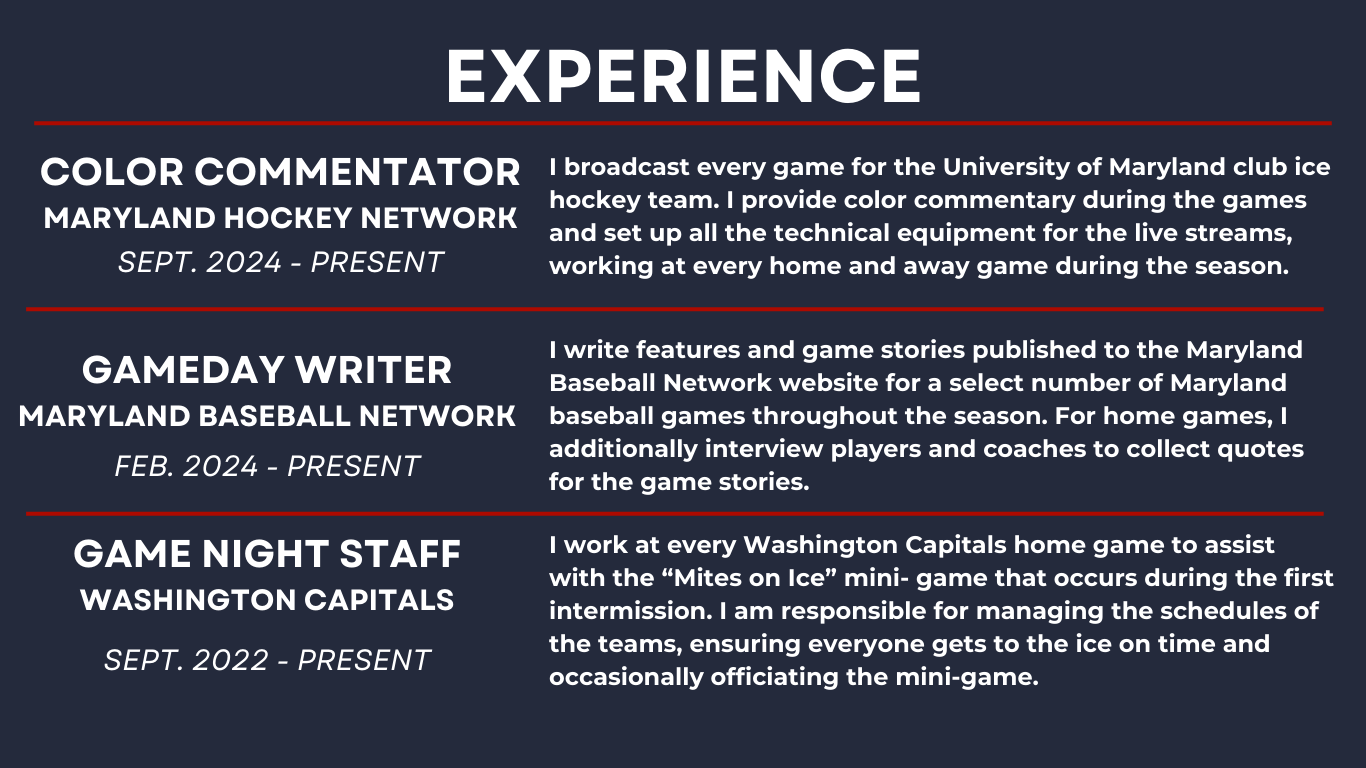 EXPERIENCE
COLOR COMMENTATOR
MARYLAND HOCKEY NETWORK
SEPT. 2024 - PRESENT
I broadcast every game for the University of Maryland club ice
hockey team. I provide color commentary during the games
and set up all the technical equipment for the live streams,
working at every home and away game during the season.
GAMEDAY WRITER
MARYLAND BASEBALL NETWORK
FEB. 2024 - PRESENT
I write features and game stories published to the Maryland
Baseball Network website for a select number of Maryland
baseball games throughout the season. For home games, I
additionally interview players and coaches to collect quotes
for the game stories.
GAME NIGHT STAFF
WASHINGTON CAPITALS
SEPT. 2022 - PRESENT
I work at every Washington Capitals home game to assist
with the “Mites on Ice” mini- game that occurs during the first
intermission. I am responsible for managing the schedules of
the teams, ensuring everyone gets to the ice on time and
occasionally officiating the mini-game.